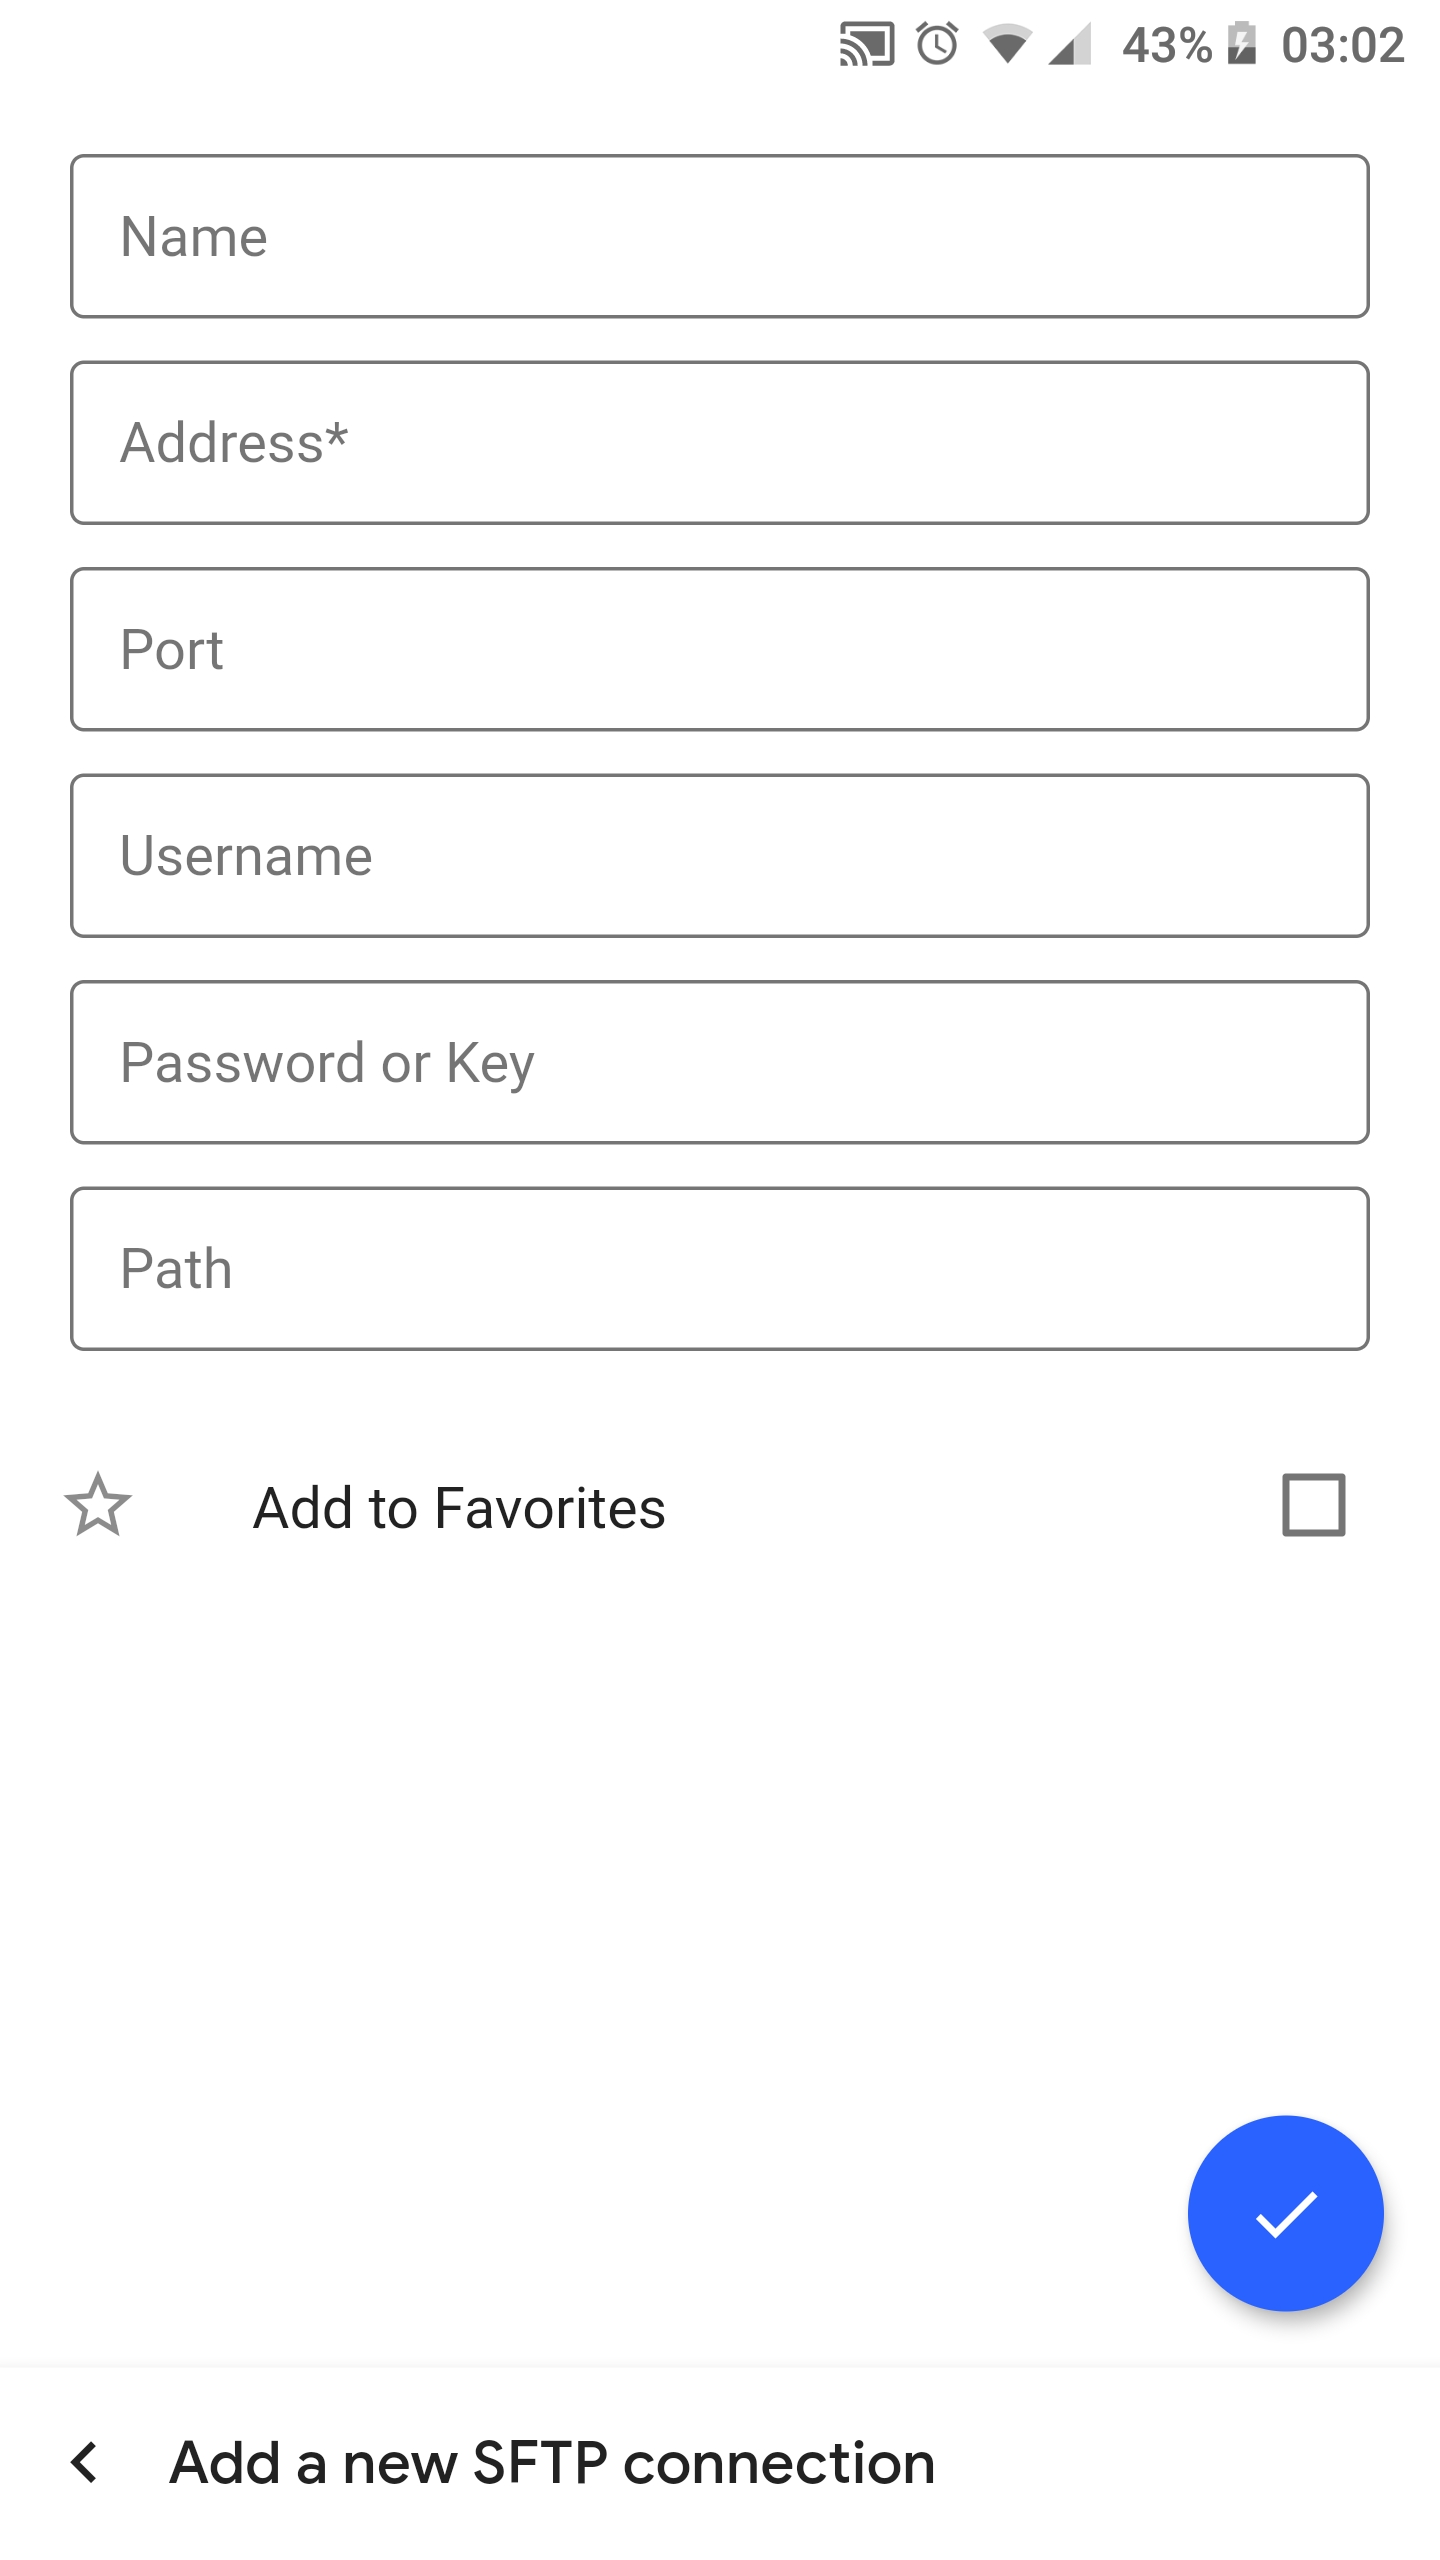 43% 03:02
Name
Address*
Port
Username
Password or Key
Path
Add to Favorites
Add a new SFTP connection